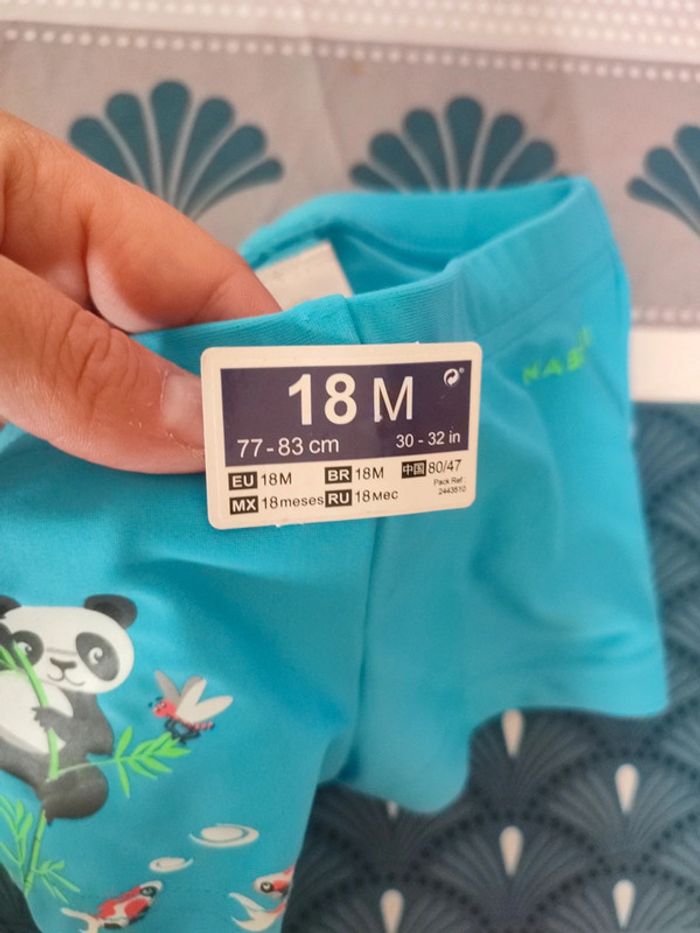 18 M
77-83 cm 30 - 32 in
EU 18M BR 18M 中国 80/47
MX 18meses RU 18мес
Pack Ref :
2443510